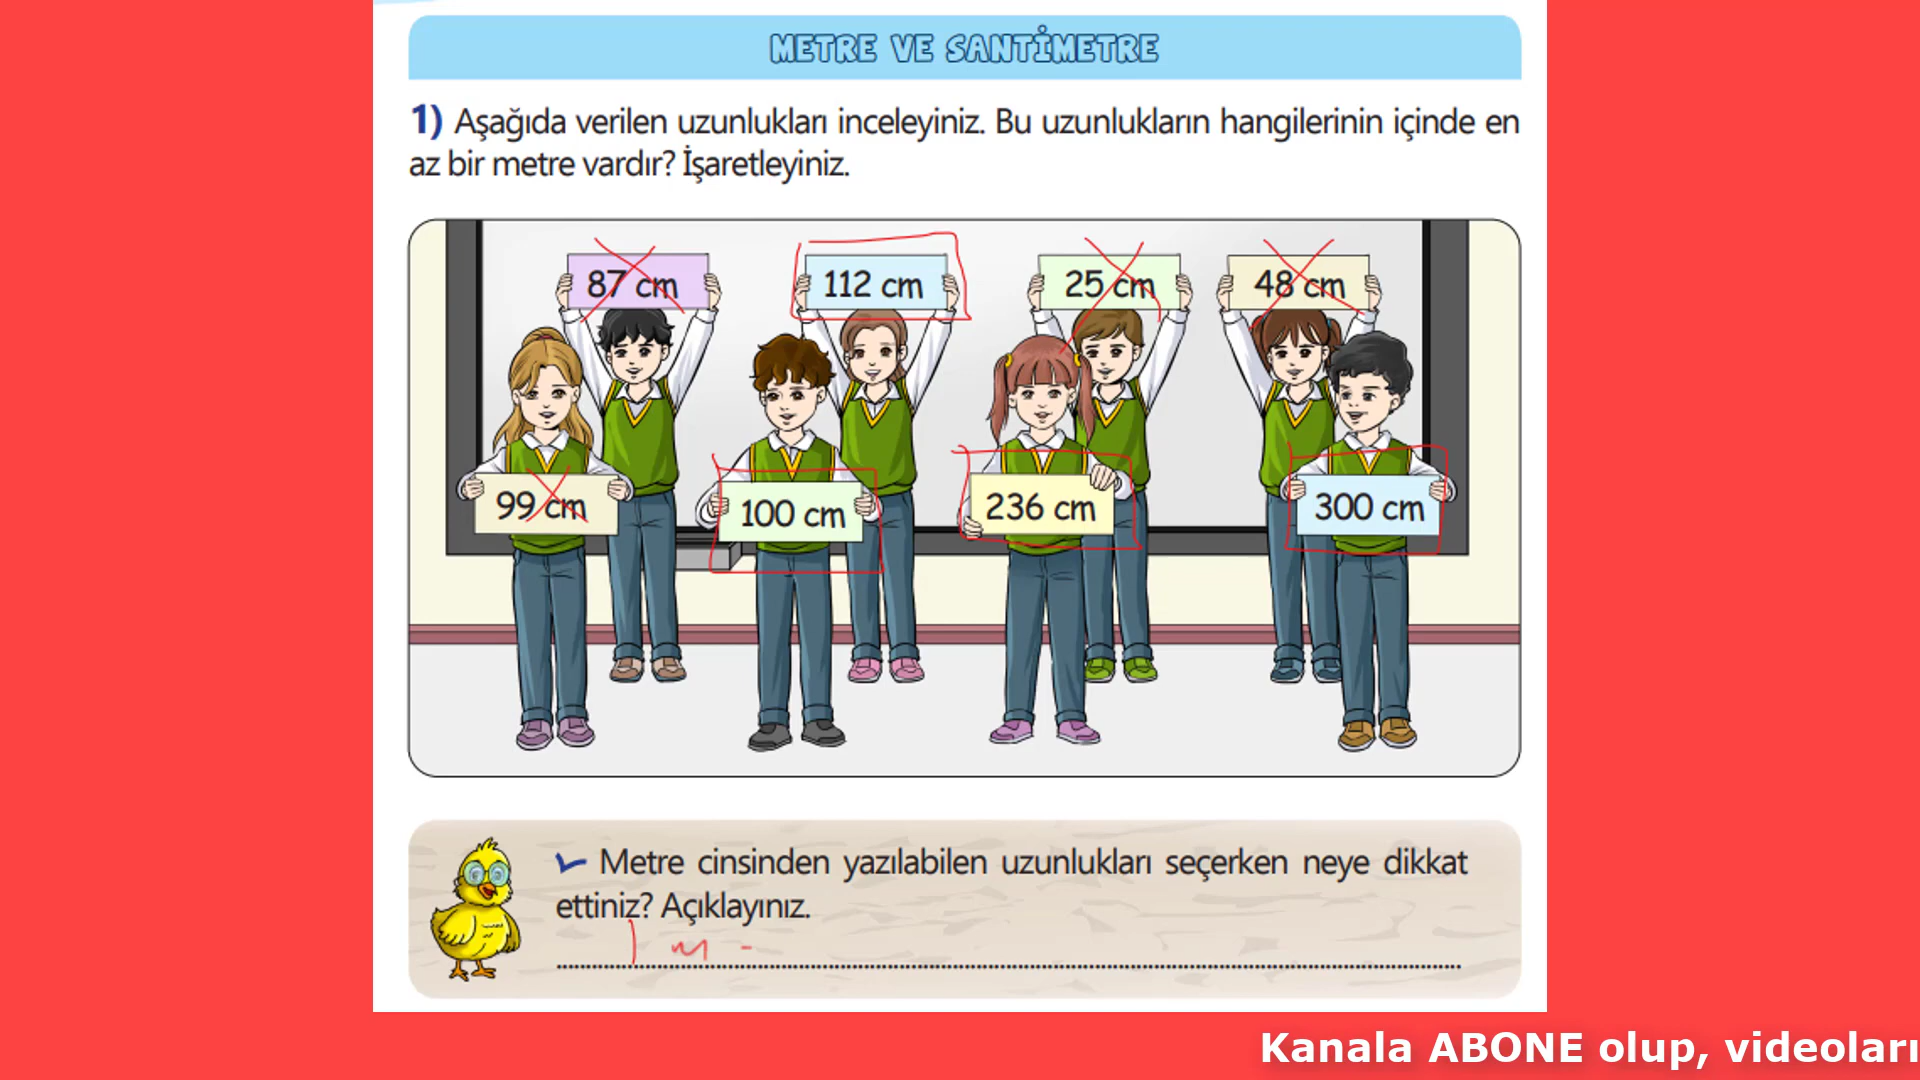 METRE VE SANTİMETRE
1) Aşağıda verilen uzunlukları inceleyiniz. Bu uzunlukların hangilerinin içinde en
az bir metre vardır? İşaretleyiniz.
87 cm
112 cm
25 cm
48 cm
99 cm
100 cm
236 cm
300 cm
Metre cinsinden yazılabilen uzunlukları seçerken neye dikkat
ettiniz? Açıklayınız.
1 m -
Kanala ABONE olup, videoları